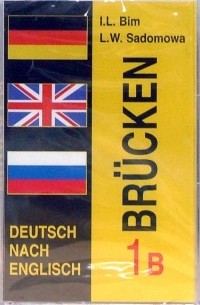 I.L. Bim
L.W. Sadomowa
BRÜCKEN
1B
DEUTSCH
NACH
ENGLISCH